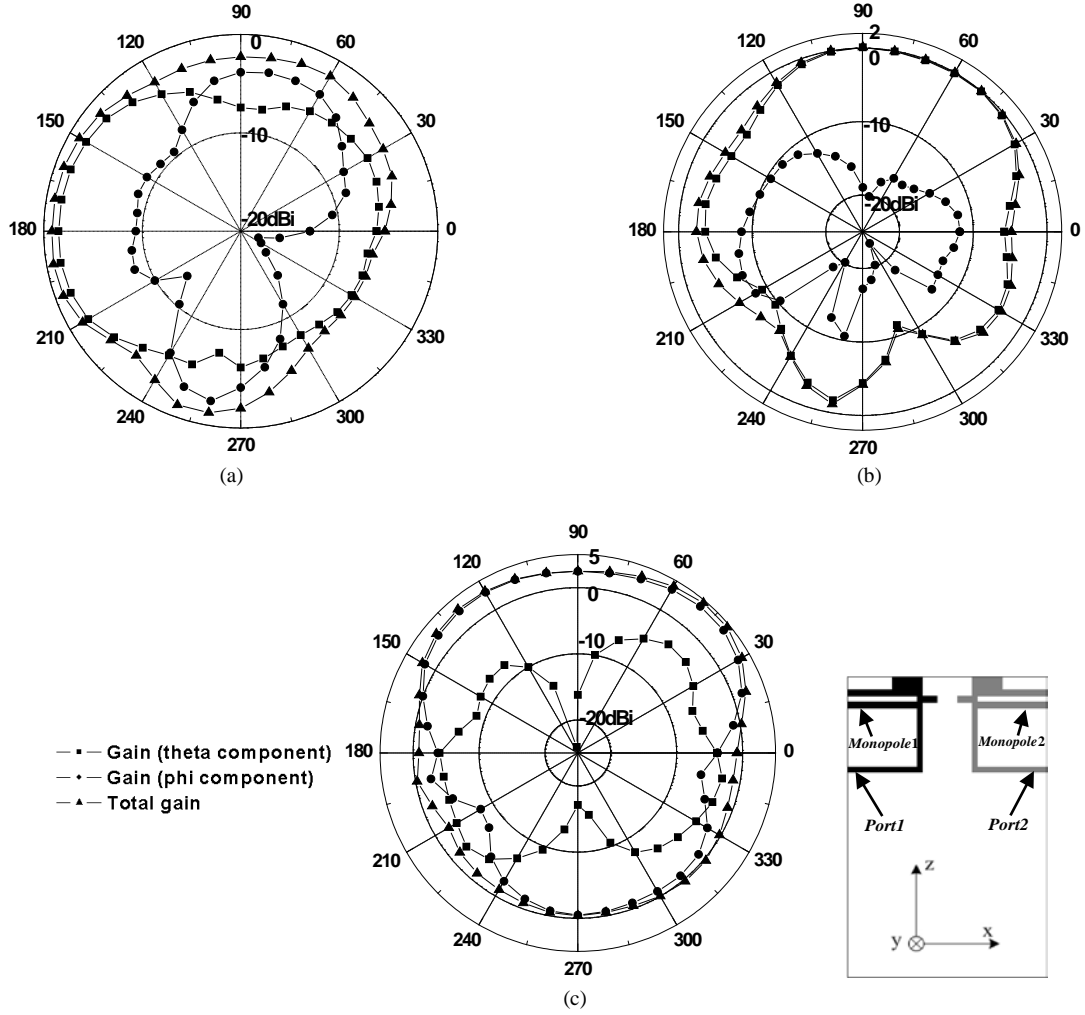 90
120
0
60
150
-10
30
180
-20dBi
0
210
330
240
300
270
(a)
90
2
120
0
60
150
-10
30
180
-20dBi
0
210
330
240
300
270
(b)
90
120
5
60
0
150
-10
30
-20dBi
180
0
210
330
240
300
270
(c)
Gain (theta component)
Gain (phi component)
Total gain
Monopole1
Monopole2
Port1
Port2
z
y
x